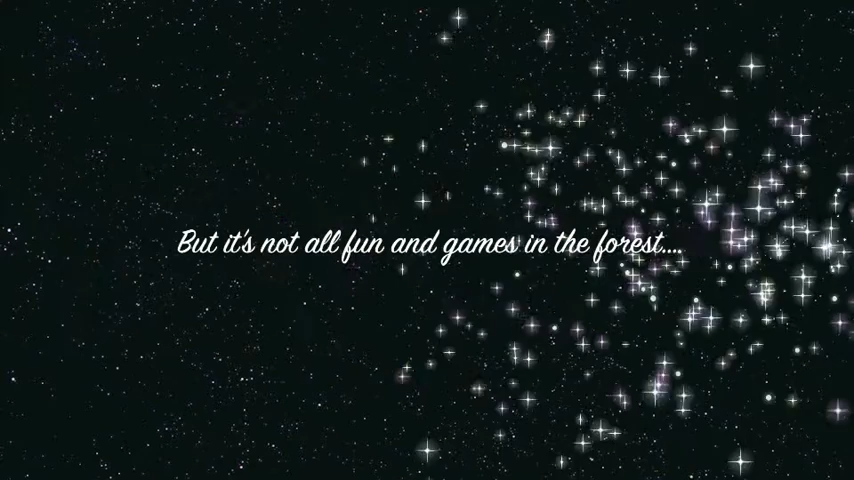 But it's not all fun and games in the forest....